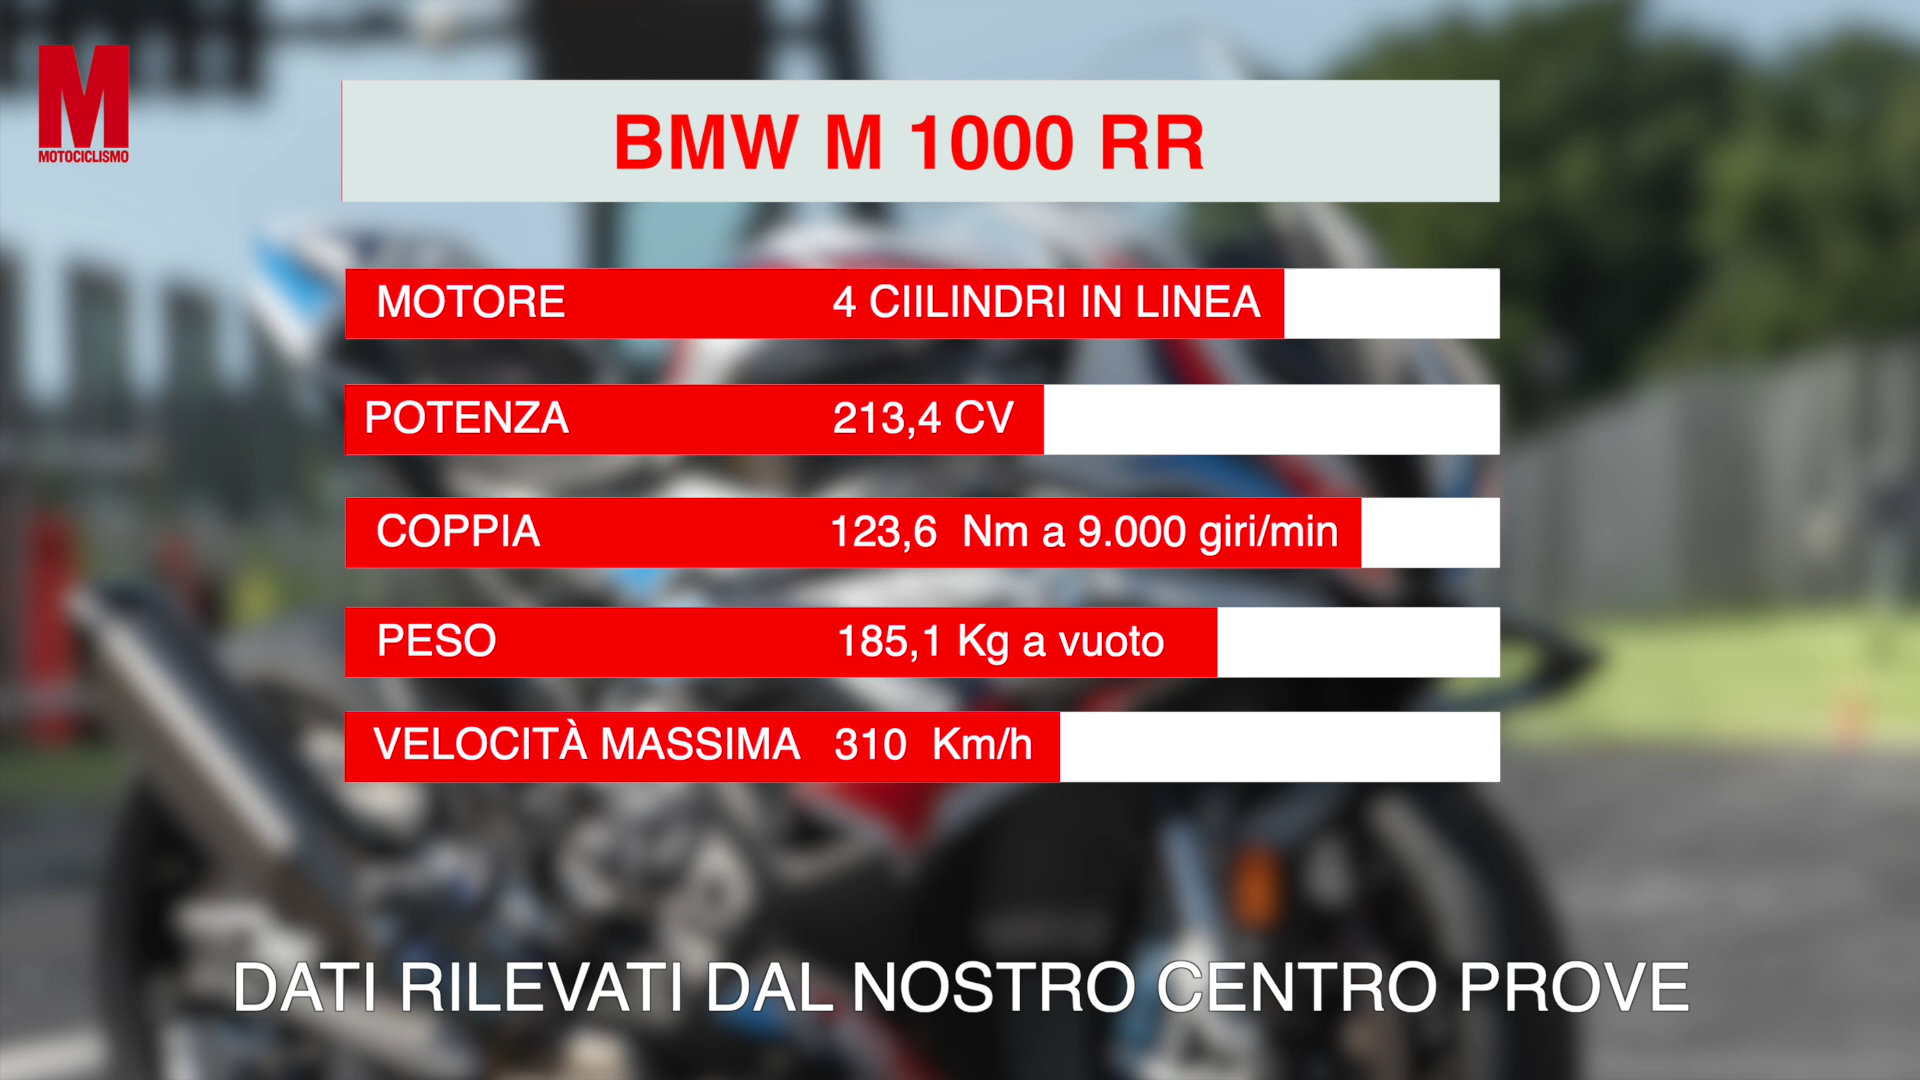 M
MOTOCICLISMO
BMW M 1000 RR
MOTORE 4 CIILINDRI IN LINEA
POTENZA 213,4 CV
COPPIA 123,6 Nm a 9.000 giri/min
PESO 185,1 Kg a vuoto
VELOCITÀ MASSIMA 310 Km/h
DATI RILEVATI DAL NOSTRO CENTRO PROVE